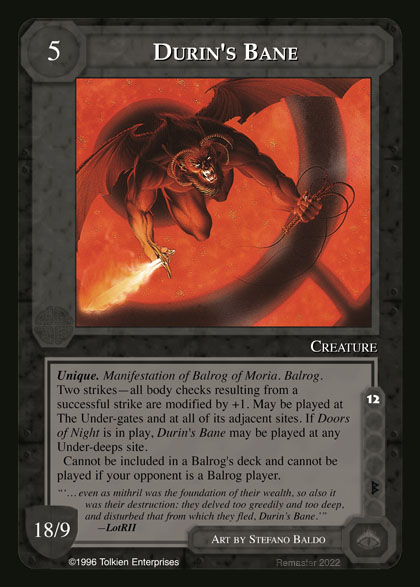 5
DURIN'S BANE
CREATURE
Unique. Manifestation of Balrog of Moria. Balrog.
Two strikes—all body checks resulting from a
successful strike are modified by +1. May be played at
The Under-gates and at all of its adjacent sites. If Doors
of Night is in play, Durin's Bane may be played at any
Under-deeps site.
Cannot be included in a Balrog's deck and cannot be
played if your opponent is a Balrog player.
"'… even as mithril was the foundation of their wealth, so also it
was their destruction: they delved too greedily and too deep,
and disturbed that from which they fled, Durin's Bane.'"
—LotRII
12
18/9
ART BY STEFANO BALDO
©1996 Tolkien Enterprises
Remaster 2022